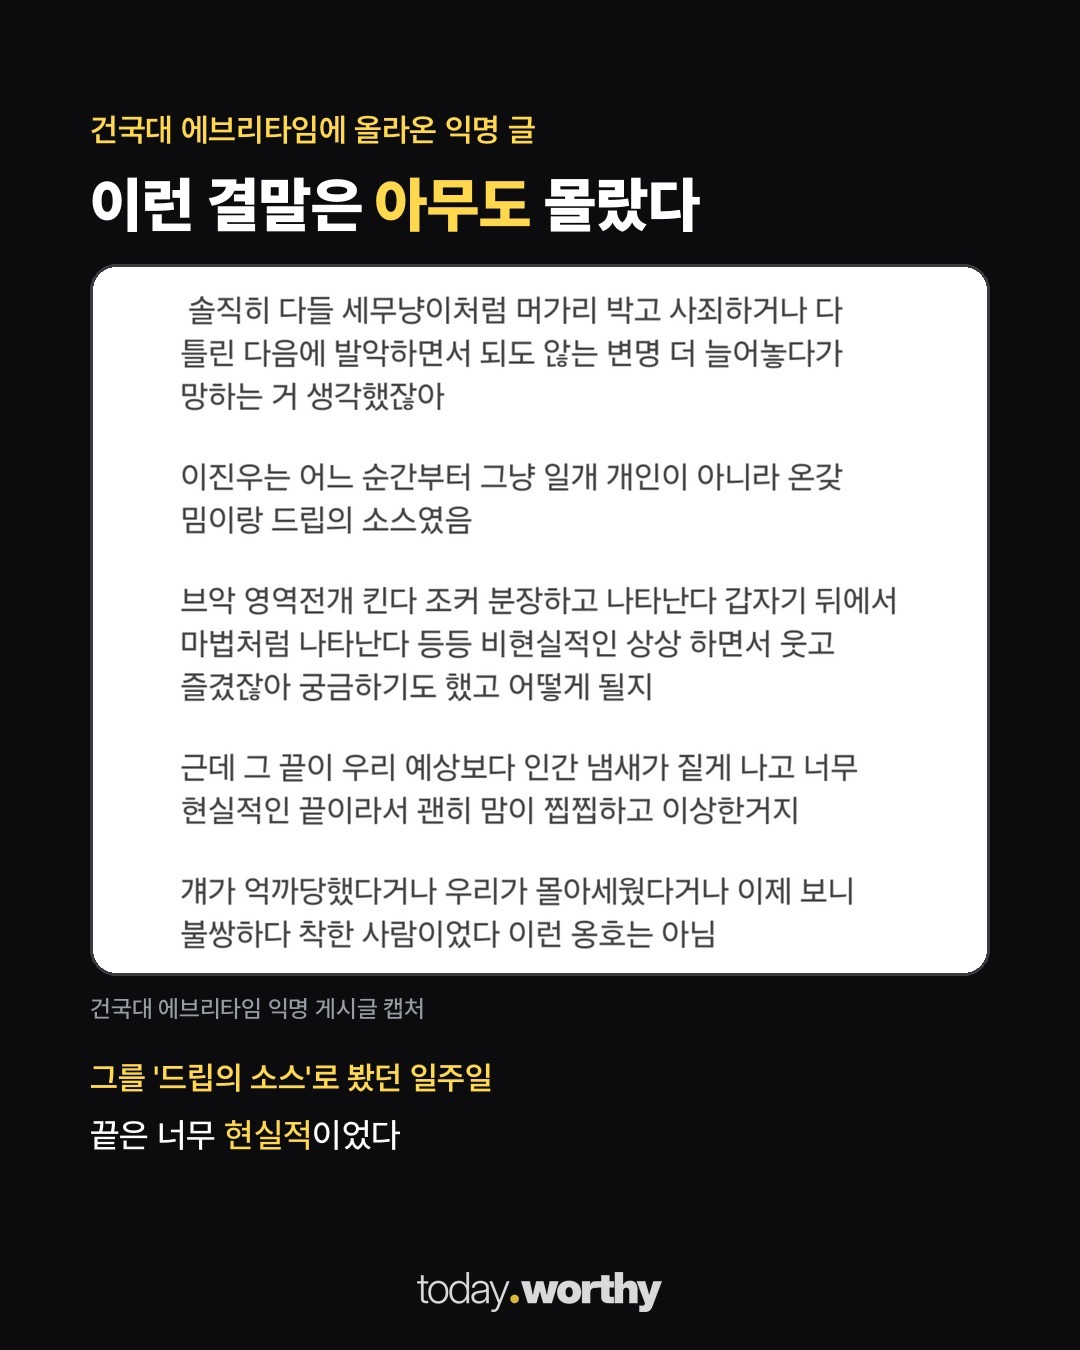 건국대 에브리타임에 올라온 익명 글
이런 결말은 아무도 몰랐다
솔직히 다들 세무냥이처럼 머가리 박고 사죄하거나 다
틀린 다음에 발악하면서 되도 않는 변명 더 늘어놓다가
망하는 거 생각했잖아
이진우는 어느 순간부터 그냥 일개 개인이 아니라 온갖
밈이랑 드립의 소스였음
브악 영역전개 킨다 조커 분장하고 나타난다 갑자기 뒤에서
마법처럼 나타난다 등등 비현실적인 상상 하면서 웃고
즐겼잖아 궁금하기도 했고 어떻게 될지
근데 그 끝이 우리 예상보다 인간 냄새가 짙게 나고 너무
현실적인 끝이라서 괜히 맘이 찝찝하고 이상한거지
걔가 억까당했다거나 우리가 몰아세웠다거나 이제 보니
불쌍하다 착한 사람이었다 이런 옹호는 아님
건국대 에브리타임 익명 게시글 캡처
그를 '드립의 소스'로 봤던 일주일
끝은 너무 현실적이었다
today.worthy